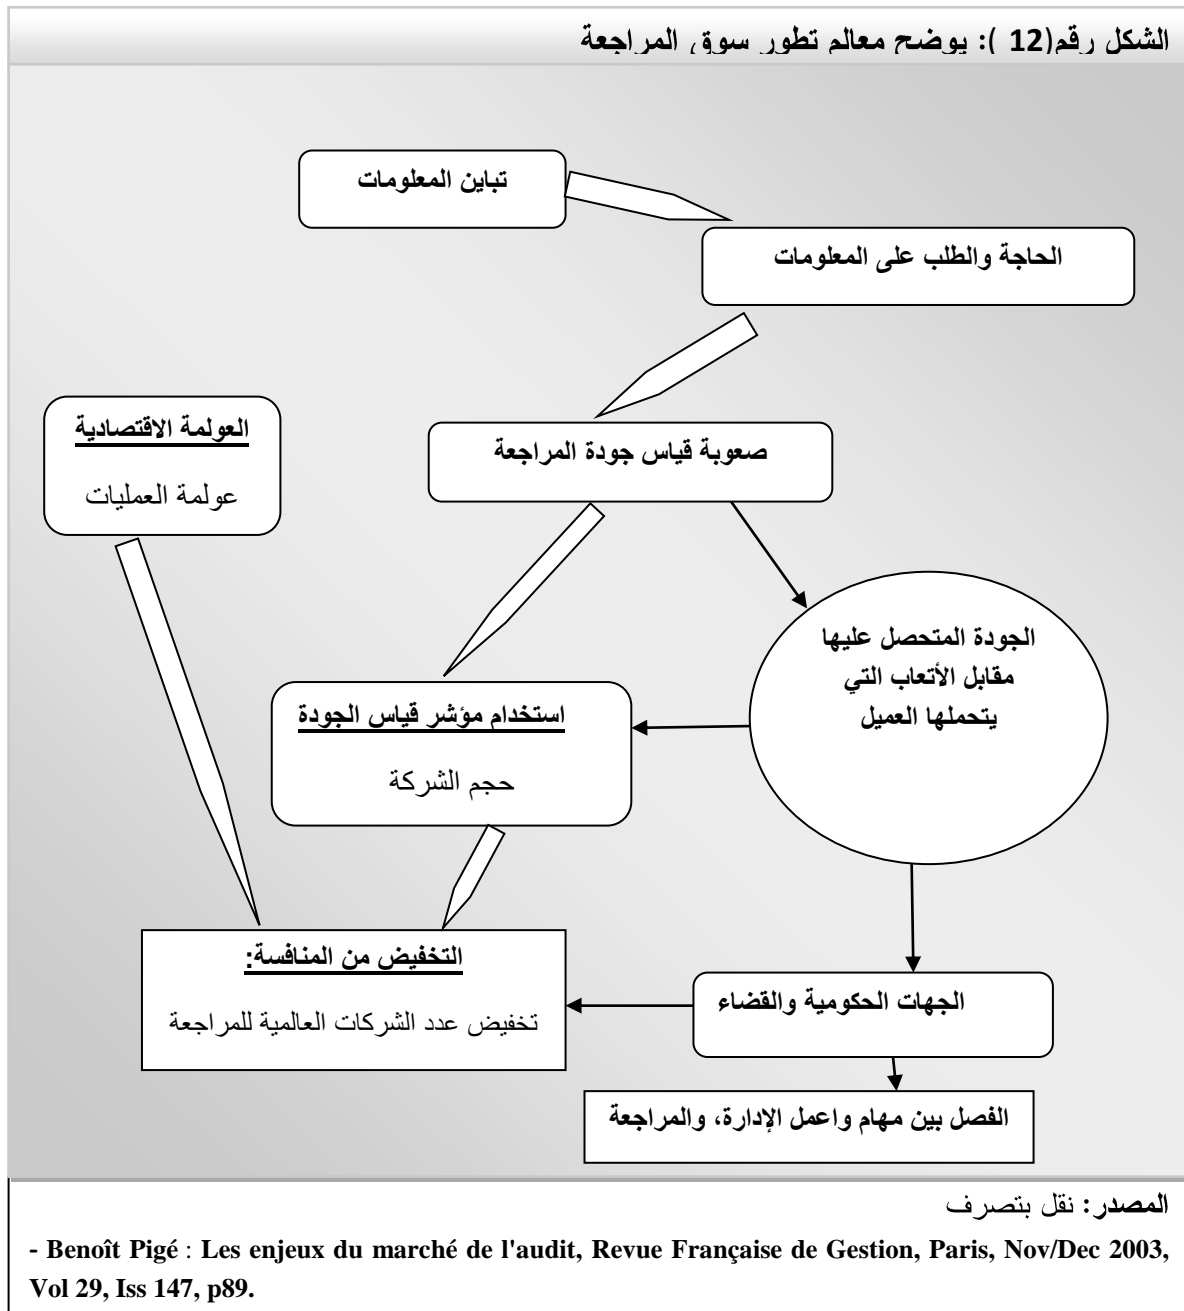 الشكل رقم(12 ): يوضح معالم تطور سوق المراجعة
تباين المعلومات
الحاجة والطلب على المعلومات
العولمة الاقتصادية
عولمة العمليات
صعوبة قياس جودة المراجعة
الجودة المتحصل عليها
مقابل الأتعاب التي
يتحملها العميل
استخدام مؤشر قياس الجودة
حجم الشركة
التخفيض من المنافسة:
تخفيض عدد الشركات العالمية للمراجعة
الجهات الحكومية والقضاء
الفصل بين مهام واعمل الإدارة، والمراجعة
المصدر: نقل بتصرف
- Benoît Pigé : Les enjeux du marché de l'audit, Revue Française de Gestion, Paris, Nov/Dec 2003,
Vol 29, Iss 147, p89.